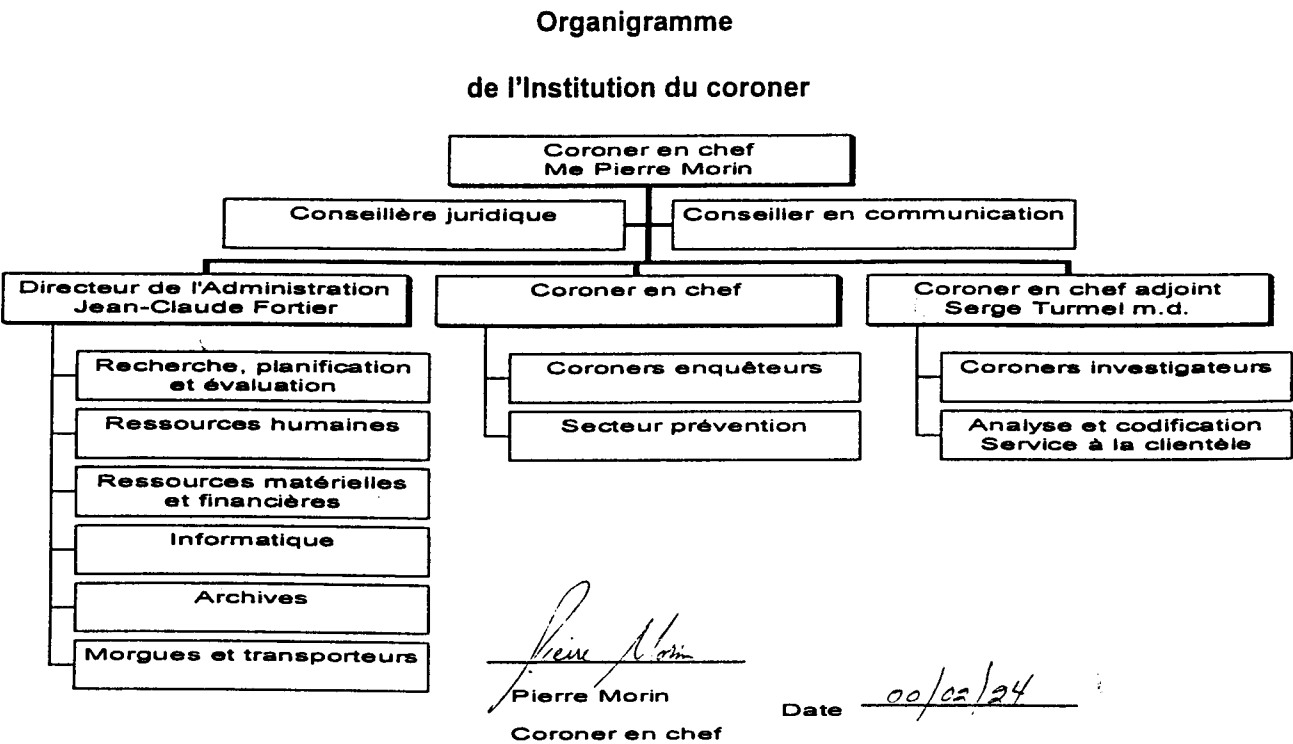 Organigramme
de l'Institution du coroner
Coroner en chef
Me Pierre Morin
Conseillère juridique
Conseiller en communication
Directeur de l'Administration
Jean-Claude Fortier
Recherche, planification
et évaluation
Ressources humaines
Ressources matérielles
et financières
Informatique
Archives
Morgues et transporteurs
Coroner en chef
Coroners enquêteurs
Secteur prévention
Coroner en chef adjoint
Serge Turmel m.d.
Coroners investigateurs
Analyse et codification
Service à la clientèle
Pierre Morin
Pierre Morin
Coroner en chef
Date 00/02/24